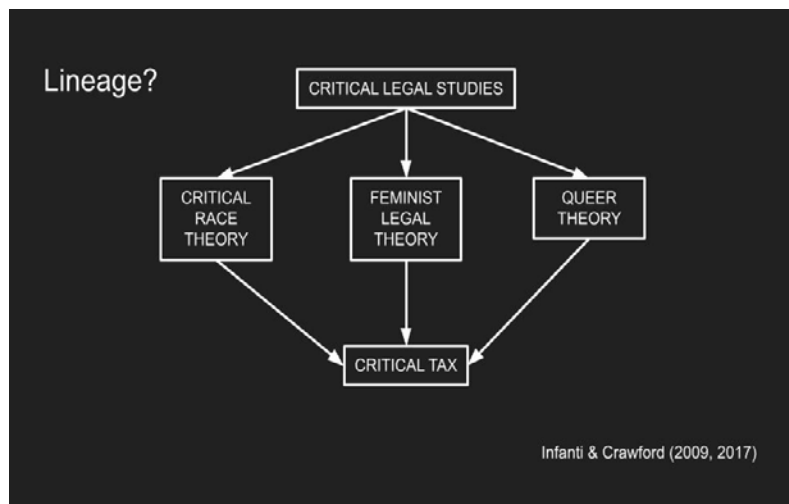 Lineage?
CRITICAL LEGAL STUDIES
CRITICAL
RACE
THEORY
FEMINIST
LEGAL
THEORY
QUEER
THEORY
CRITICAL TAX
Infanti & Crawford (2009, 2017)